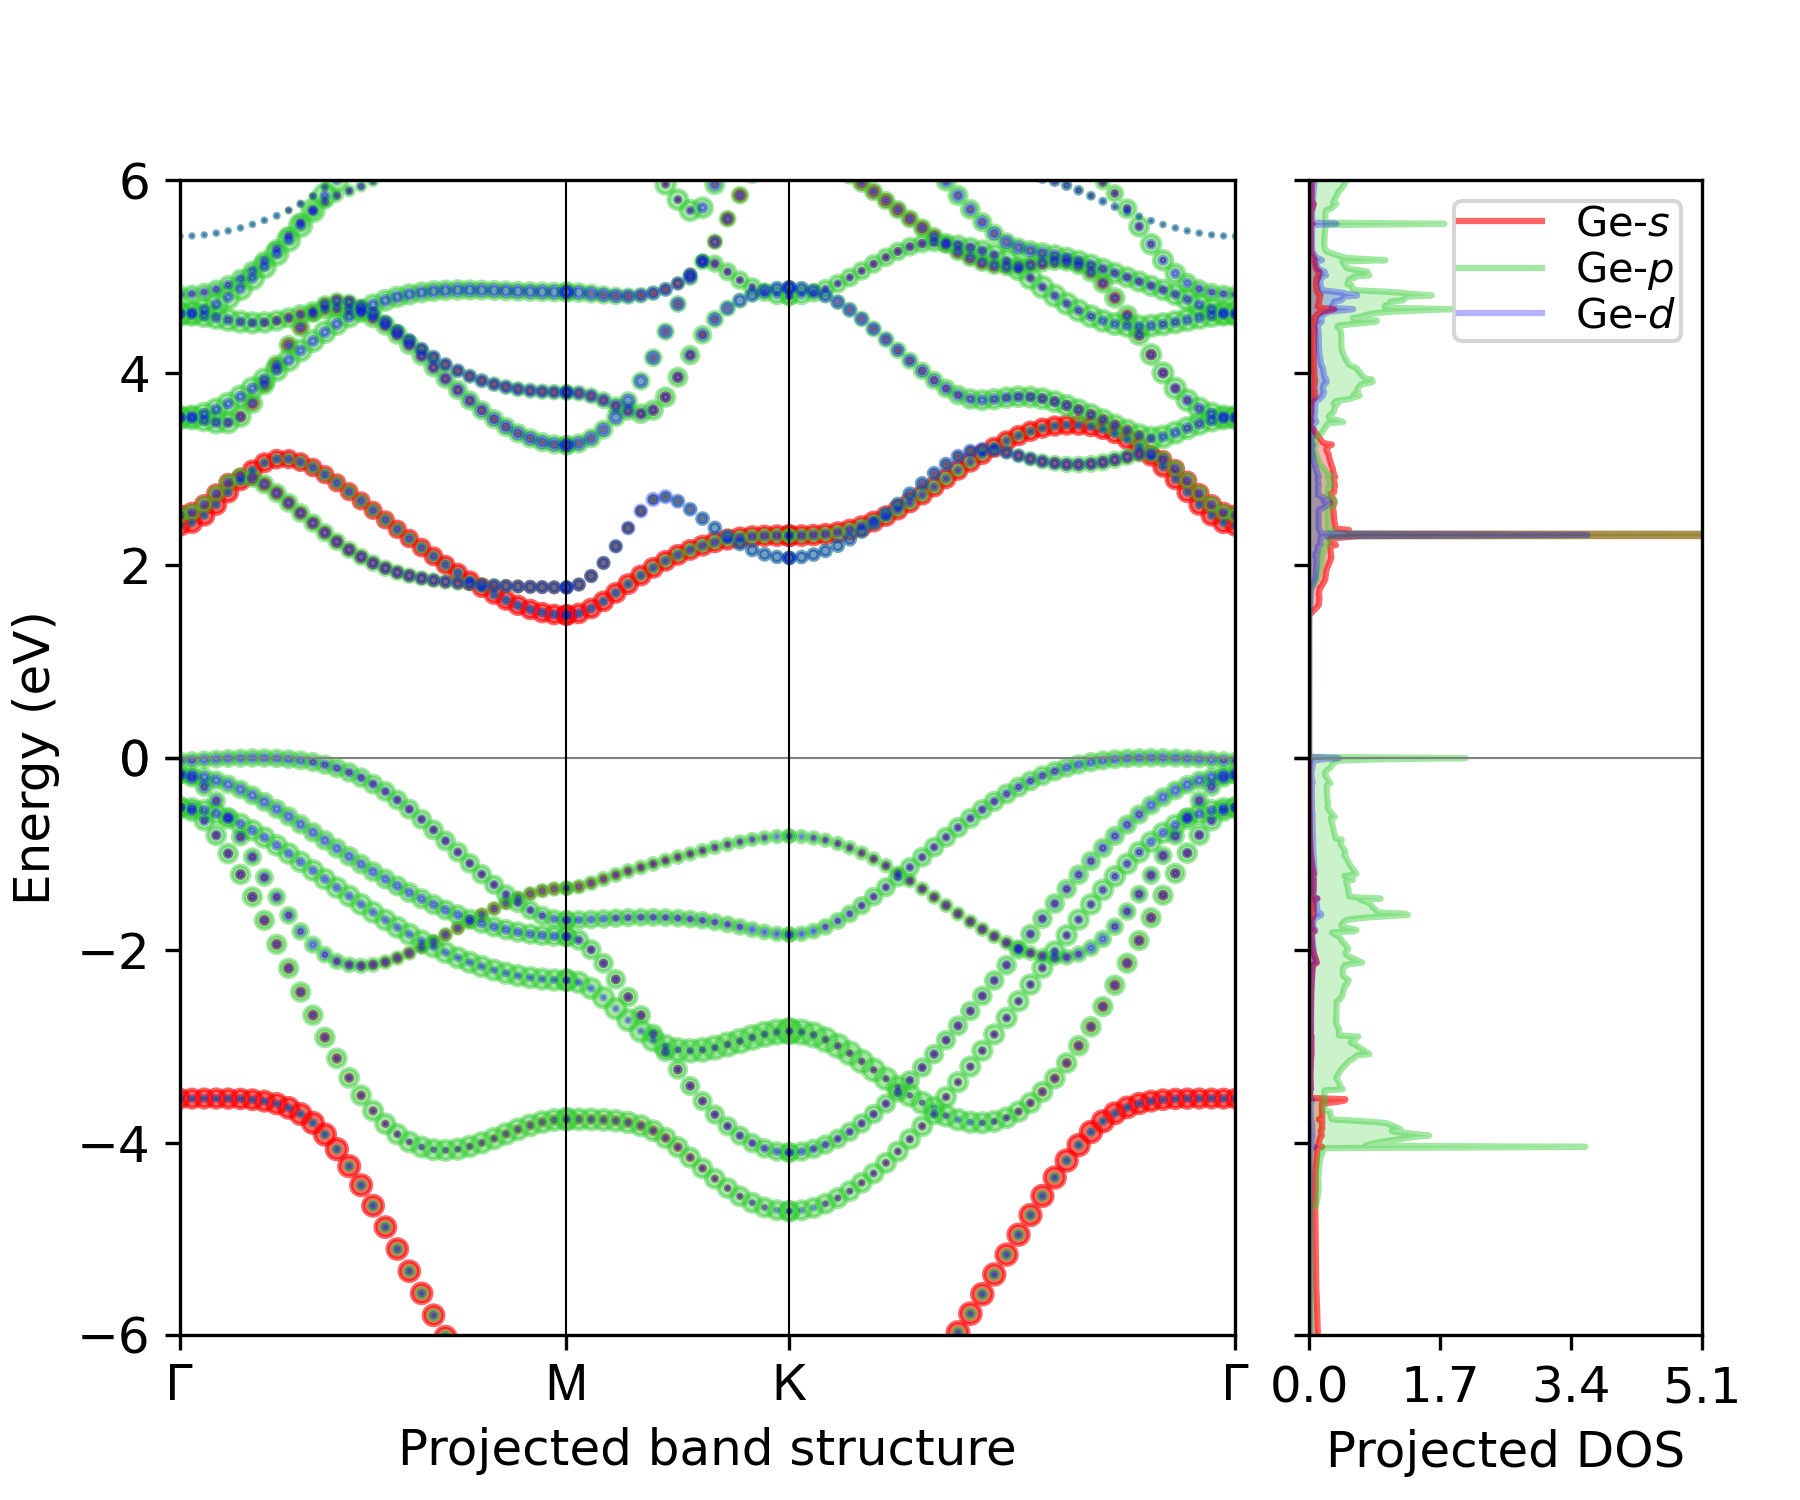 6
4
2
0
−2
−4
−6
Energy (eV)
Γ M K Γ
Projected band structure
Ge-s
Ge-p
Ge-d
0.0 1.7 3.4 5.1
Projected DOS